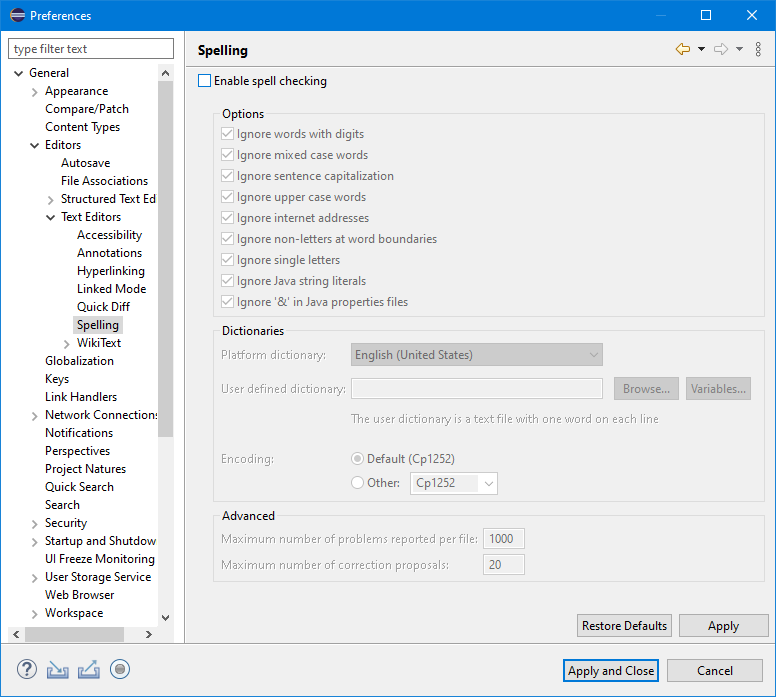 Preferences
type filter text
General
Appearance
Compare/Patch
Content Types
Editors
Autosave
File Associations
Structured Text Ed
Text Editors
Accessibility
Annotations
Hyperlinking
Linked Mode
Quick Diff
Spelling
WikiText
Globalization
Keys
Link Handlers
Network Connections
Notifications
Perspectives
Project Natures
Quick Search
Search
Security
Startup and Shutdow
UI Freeze Monitoring
User Storage Service
Web Browser
Workspace
Spelling
Enable spell checking
Options
Ignore words with digits
Ignore mixed case words
Ignore sentence capitalization
Ignore upper case words
Ignore internet addresses
Ignore non-letters at word boundaries
Ignore single letters
Ignore Java string literals
Ignore '&' in Java properties files
Dictionaries
Platform dictionary: English (United States)
User defined dictionary: Browse... Variables...
The user dictionary is a text file with one word on each line
Encoding: Default (Cp1252)
Other: Cp1252
Advanced
Maximum number of problems reported per file: 1000
Maximum number of correction proposals: 20
Restore Defaults Apply
? Apply and Close Cancel